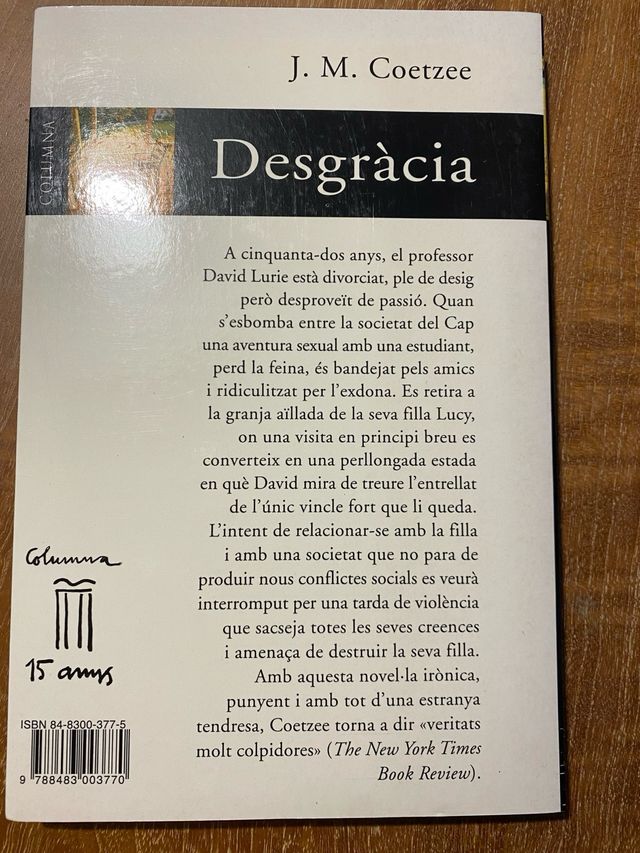 J. M. Coetzee
COLUMNA
Desgràcia
A cinquanta-dos anys, el professor
David Lurie està divorciat, ple de desig
però desproveït de passió. Quan
s'esbomba entre la societat del Cap
una aventura sexual amb una estudiant,
perd la feina, és bandejat pels amics
i ridiculitzat per l'exdona. Es retira a
la granja aïllada de la seva filla Lucy,
on una visita en principi breu es
converteix en una perllongada estada
en què David mira de treure l'entrellat
de l'únic vincle fort que li queda.
L'intent de relacionar-se amb la filla
i amb una societat que no para de
produir nous conflictes socials es veurà
interromput per una tarda de violència
que sacseja totes les seves creences
i amenaça de destruir la seva filla.
Amb aquesta novel·la irònica,
punyent i amb tot d'una estranya
tendresa, Coetzee torna a dir «veritats
molt colpidores» (The New York Times
Book Review).
Columna
15 anys
ISBN 84-8300-377-5
9 788483 003770